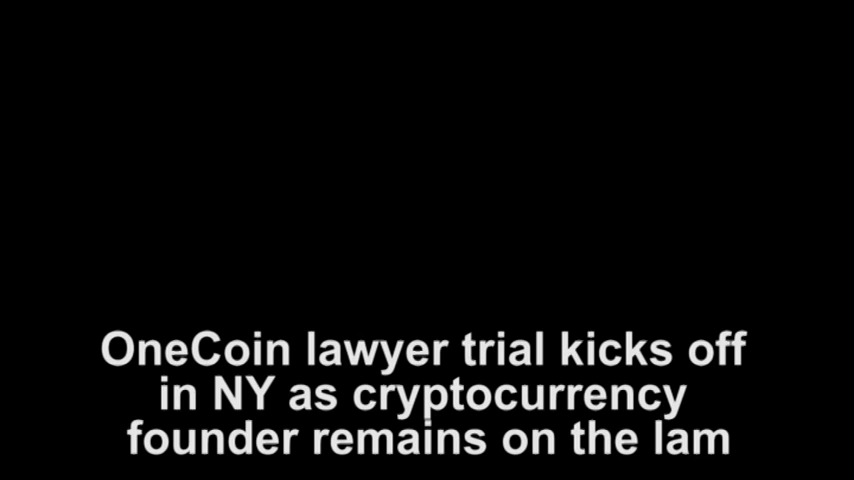 OneCoin lawyer trial kicks off
in NY as cryptocurrency
founder remains on the lam